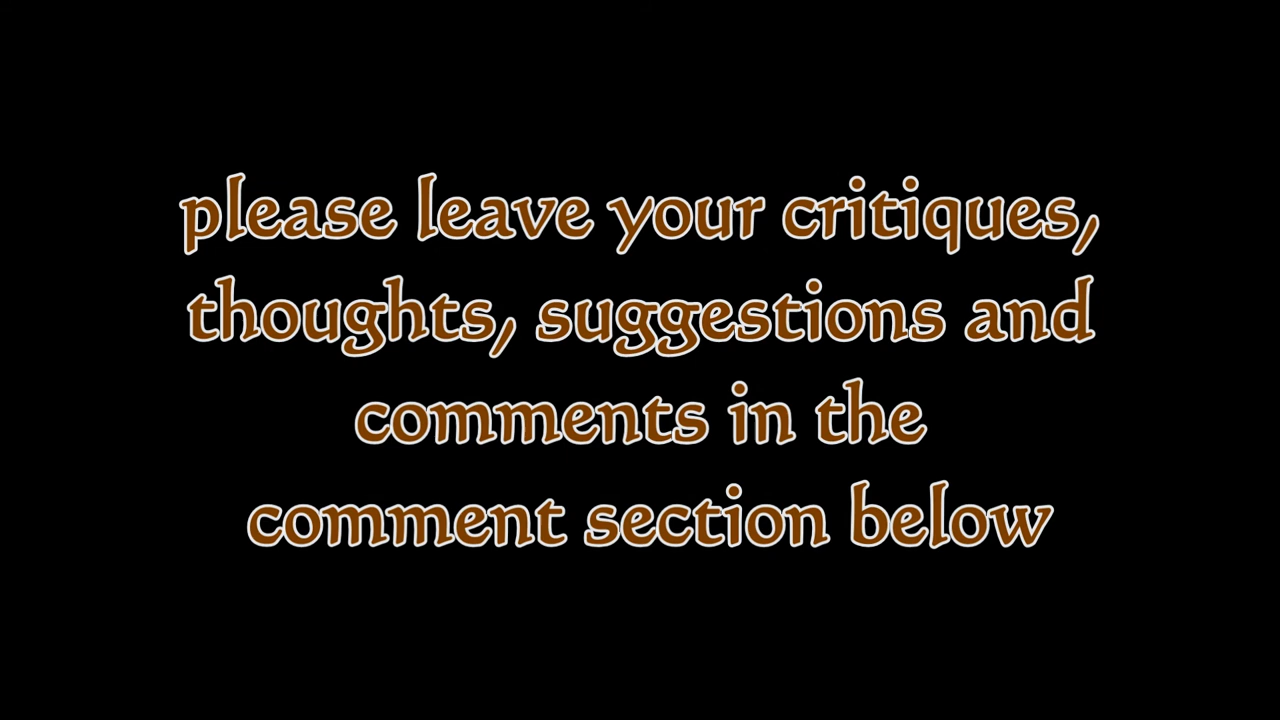 please leave your critiques,
thoughts, suggestions and
comments in the
comment section below